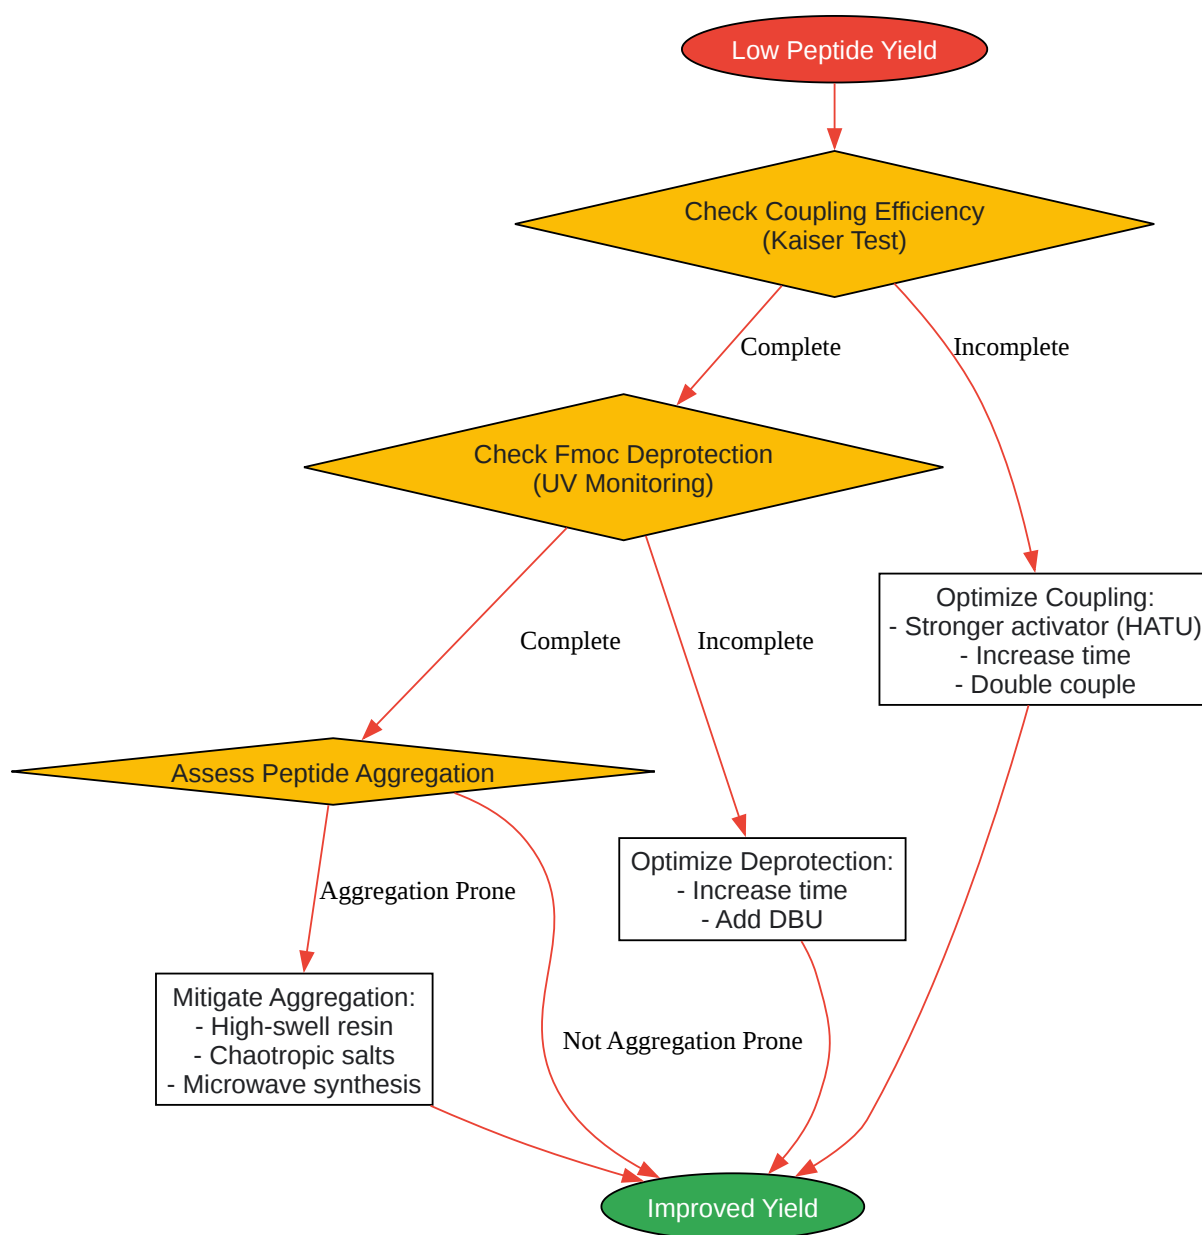 Low Peptide Yield
Check Coupling Efficiency
(Kaiser Test)
Complete
Incomplete
Check Fmoc Deprotection
(UV Monitoring)
Optimize Coupling:
- Stronger activator (HATU)
- Increase time
- Double couple
Complete
Incomplete
Assess Peptide Aggregation
Optimize Deprotection:
- Increase time
- Add DBU
Aggregation Prone
Mitigate Aggregation:
- High-swell resin
- Chaotropic salts
- Microwave synthesis
Not Aggregation Prone
Improved Yield